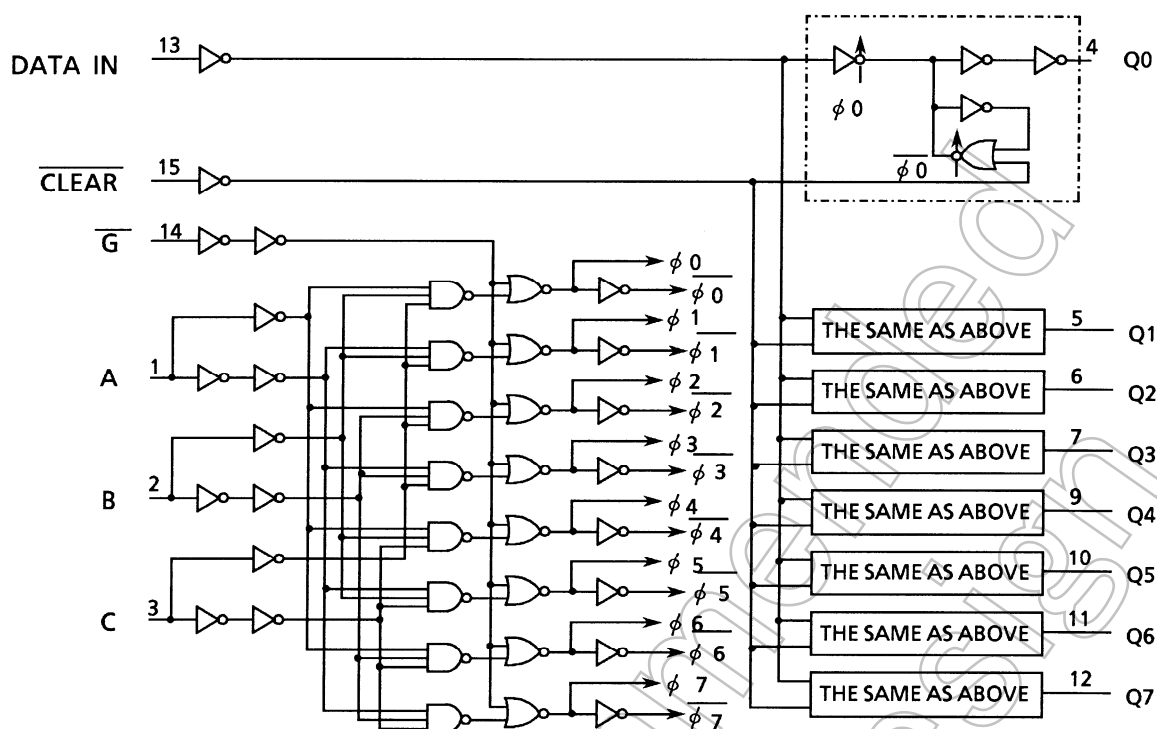 DATA IN 13
4 Q0
ϕ 0
ϕ 0
CLEAR 15
G 14
ϕ 0
ϕ 0
ϕ 1
ϕ 1
ϕ 2
ϕ 2
ϕ 3
ϕ 3
ϕ 4
ϕ 4
ϕ 5
ϕ 5
ϕ 6
ϕ 6
ϕ 7
ϕ 7
A 1
B 2
C 3
THE SAME AS ABOVE 5 Q1
THE SAME AS ABOVE 6 Q2
THE SAME AS ABOVE 7 Q3
THE SAME AS ABOVE 9 Q4
THE SAME AS ABOVE 10 Q5
THE SAME AS ABOVE 11 Q6
THE SAME AS ABOVE 12 Q7
mended
esign